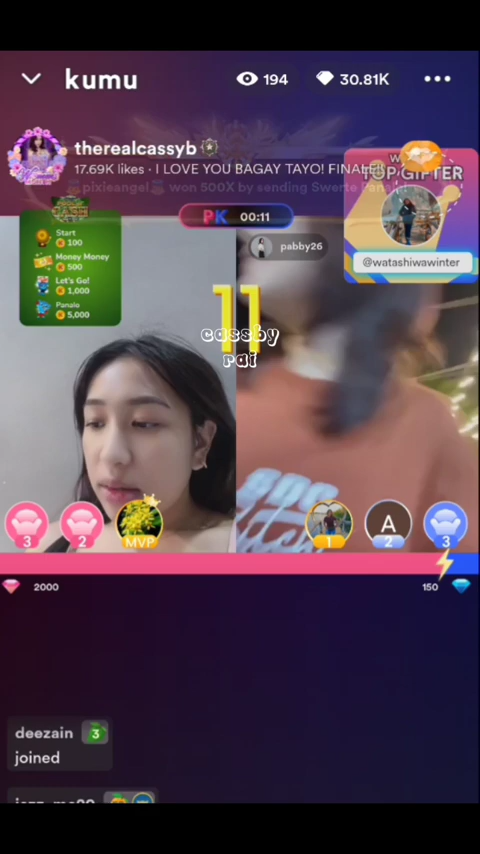 kumu
194
30.81K
therealcassyb
17.69K likes · I LOVE YOU BAGAY TAYO! FINALE!!
pixieangel won 500X by sending Swerte
TOP GIFTER
@watashiwawinter
PK 00:11
pabby26
Start
100
Money Money
500
Let's Go!
1,000
Panalo
5,000
11
cassby
rai
3
2
MVP
1
A
2
3
2000
150
deezain 3
joined